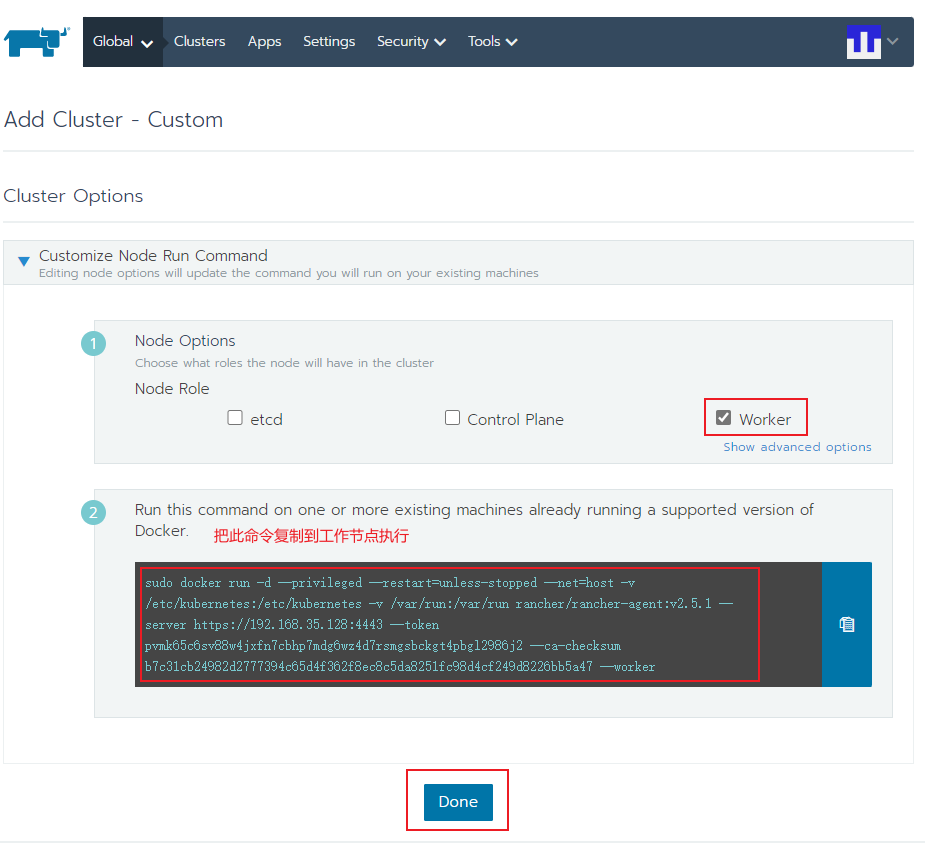 Global Clusters Apps Settings Security Tools
Add Cluster - Custom
Cluster Options
Customize Node Run Command
Editing node options will update the command you will run on your existing machines
1
Node Options
Choose what roles the node will have in the cluster
Node Role
etcd Control Plane Worker
Show advanced options
2
Run this command on one or more existing machines already running a supported version of
Docker. 把此命令复制到工作节点执行
sudo docker run -d --privileged --restart=unless-stopped --net=host -v
/etc/kubernetes:/etc/kubernetes -v /var/run:/var/run rancher/rancher-agent:v2.5.1 --
server https://192.168.35.128:4443 --token
pvmk65c6sv88w4jxfn7cbhp7mdg6wz4d7rsmgsbckgt4pbgl2986j2 --ca-checksum
b7c31cb24982d2777394c65d4f362f8ec8c5da8251fc98d4cf249d8226bb5a47 --worker
Done